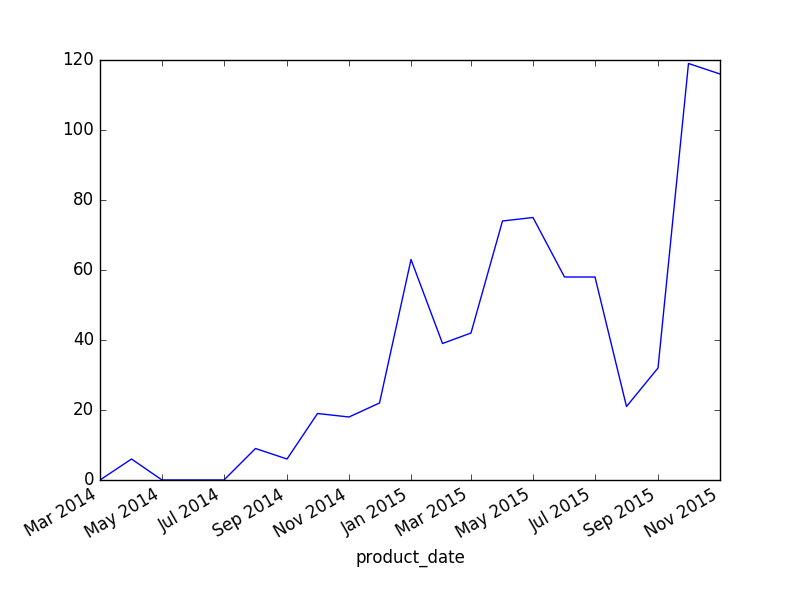 120
100
80
60
40
20
0
Mar 2014
May 2014
Jul 2014
Sep 2014
Nov 2014
Jan 2015
Mar 2015
May 2015
Jul 2015
Sep 2015
Nov 2015
product_date